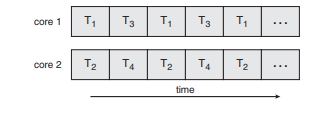 core 1 T1 T3 T1 T3 T1 ...
core 2 T2 T4 T2 T4 T2 ...
time